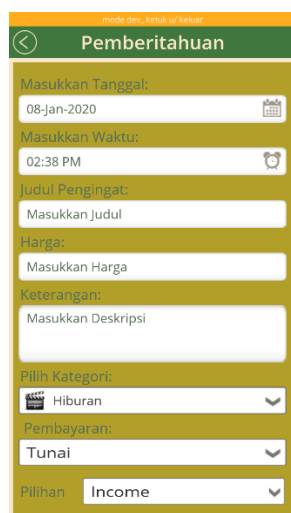 mode dev., ketuk u/ keluar
Pemberitahuan
Masukkan Tanggal:
08-Jan-2020
Masukkan Waktu:
02:38 PM
Judul Pengingat:
Masukkan Judul
Harga:
Masukkan Harga
Keterangan:
Masukkan Deskripsi
Pilih Kategori:
Hiburan
Pembayaran:
Tunai
Pilihan Income